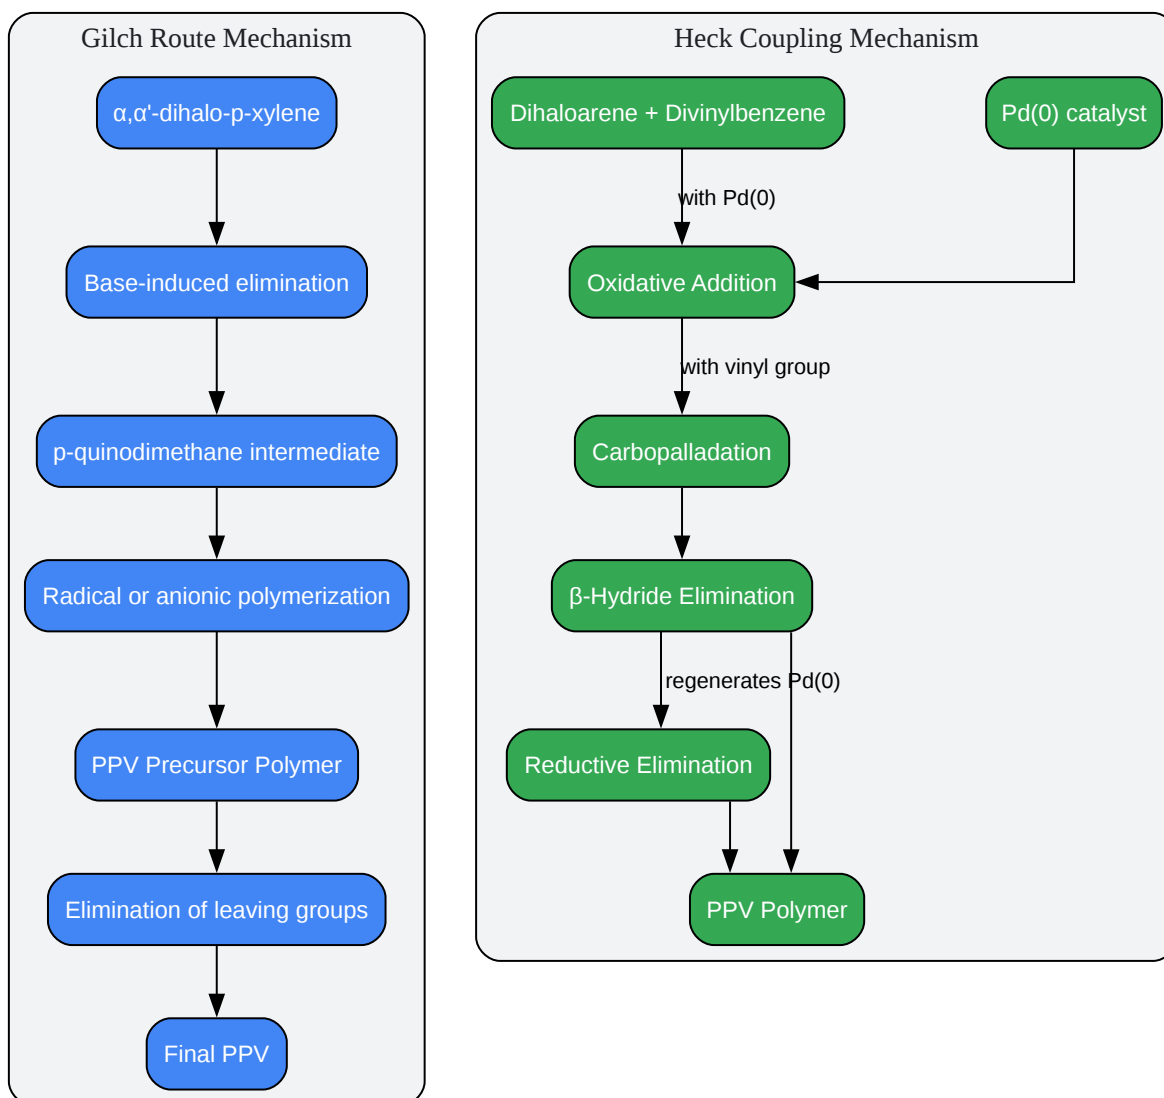 Gilch Route Mechanism
α,α'-dihalo-p-xylene
Base-induced elimination
p-quinodimethane intermediate
Radical or anionic polymerization
PPV Precursor Polymer
Elimination of leaving groups
Final PPV
Heck Coupling Mechanism
Dihaloarene + Divinylbenzene
Pd(0) catalyst
with Pd(0)
Oxidative Addition
with vinyl group
Carbopalladation
β-Hydride Elimination
regenerates Pd(0)
Reductive Elimination
PPV Polymer